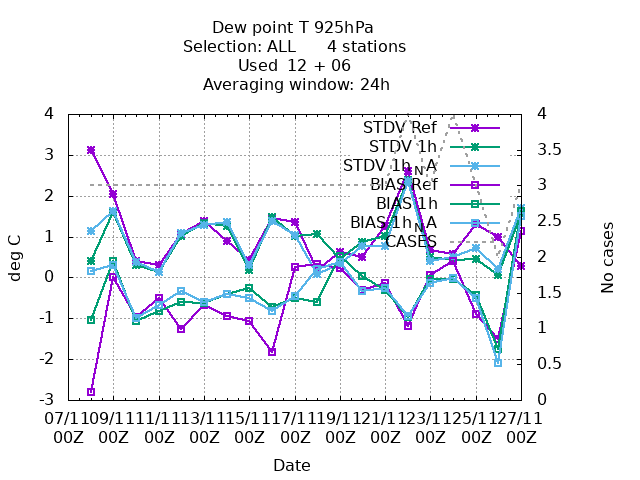 Dew point T 925hPa
Selection: ALL      4 stations
Used  12 + 06
Averaging window: 24h
STDV Ref
STDV 1h
STDV 1h_NA
BIAS Ref
BIAS 1h
BIAS 1h_NA
CASES
deg C
4
3
2
1
0
-1
-2
-3
No cases
4
3.5
3
2.5
2
1.5
1
0.5
0
07/11 09/11 11/11 13/11 15/11 17/11 19/11 21/11 23/11 25/11 27/11
00Z 00Z 00Z 00Z 00Z 00Z 00Z 00Z 00Z 00Z 00Z
Date